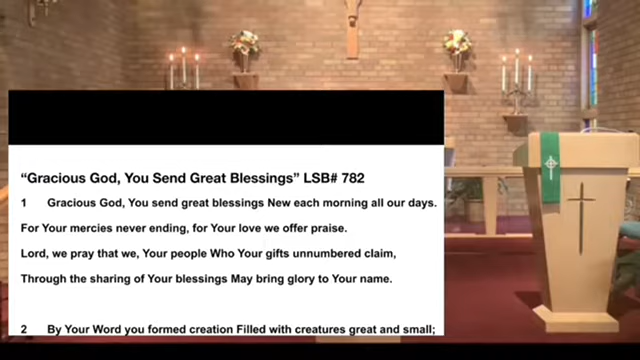 “Gracious God, You Send Great Blessings” LSB# 782
1 Gracious God, You send great blessings New each morning all our days.
For Your mercies never ending, for Your love we offer praise.
Lord, we pray that we, Your people Who Your gifts unnumbered claim,
Through the sharing of Your blessings May bring glory to Your name.
2 By Your Word you formed creation Filled with creatures great and small;